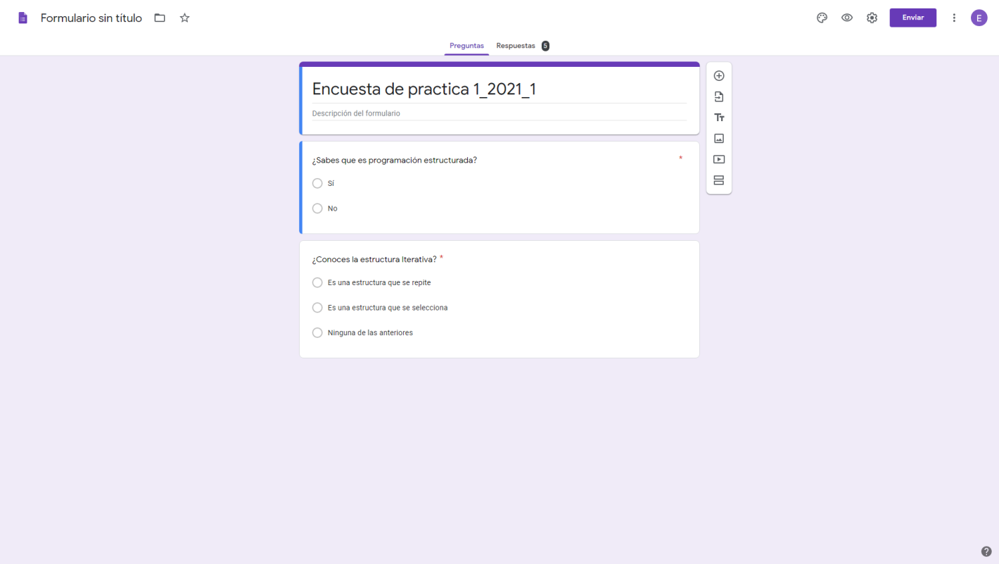 Formulario sin título
Enviar
E
Preguntas
Respuestas 5
Encuesta de practica 1_2021_1
Descripción del formulario
¿Sabes que es programación estructurada? *
Sí
No
¿Conoces la estructura Iterativa? *
Es una estructura que se repite
Es una estructura que se selecciona
Ninguna de las anteriores